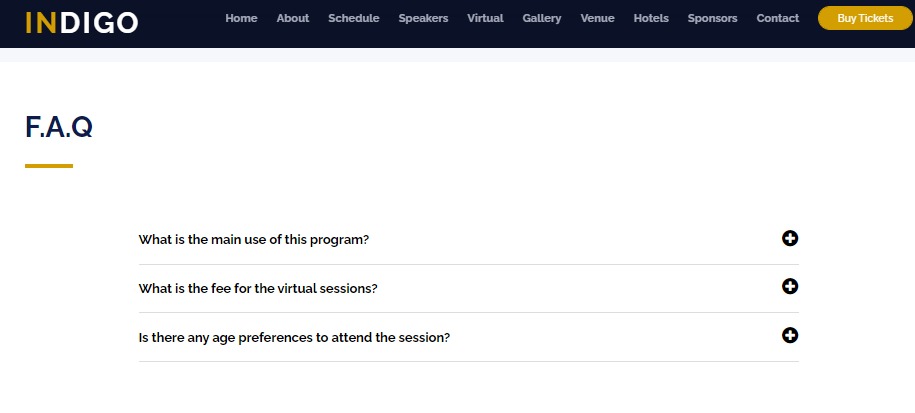 INDIGO Home About Schedule Speakers Virtual Gallery Venue Hotels Sponsors Contact Buy Tickets
F.A.Q
What is the main use of this program?
What is the fee for the virtual sessions?
Is there any age preferences to attend the session?